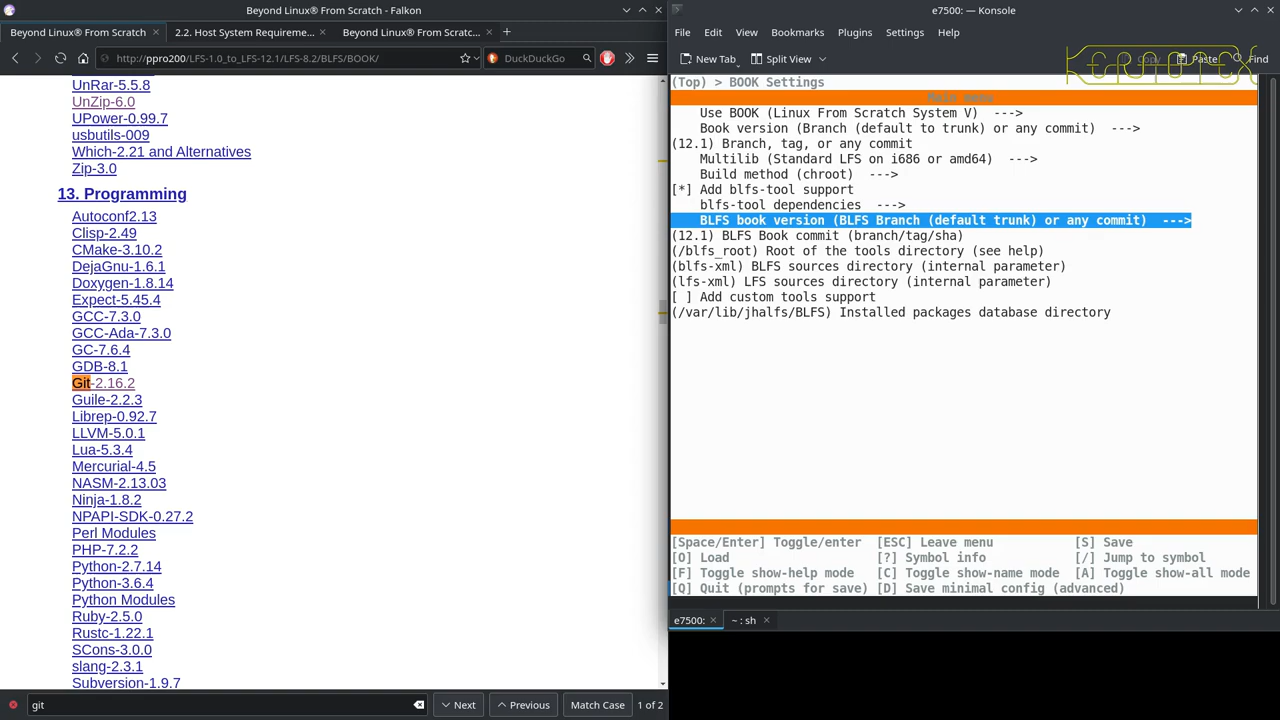 Beyond Linux® From Scratch - Falkon
Beyond Linux® From Scratch
2.2. Host System Requireme...
Beyond Linux® From Scratc...
http://ppro200/LFS-1.0_to_LFS-12.1/LFS-8.2/BLFS/BOOK/
DuckDuckGo
UnRar-5.5.8
UnZip-6.0
UPower-0.99.7
usbutils-009
Which-2.21 and Alternatives
Zip-3.0
13. Programming
Autoconf2.13
Clisp-2.49
CMake-3.10.2
DejaGnu-1.6.1
Doxygen-1.8.14
Expect-5.45.4
GCC-7.3.0
GCC-Ada-7.3.0
GC-7.6.4
GDB-8.1
Git-2.16.2
Guile-2.2.3
Librep-0.92.7
LLVM-5.0.1
Lua-5.3.4
Mercurial-4.5
NASM-2.13.03
Ninja-1.8.2
NPAPI-SDK-0.27.2
Perl Modules
PHP-7.2.2
Python-2.7.14
Python-3.6.4
Python Modules
Ruby-2.5.0
Rustc-1.22.1
SCons-3.0.0
slang-2.3.1
Subversion-1.9.7
git
Next
Previous
Match Case
1 of 2
e7500: — Konsole
File Edit View Bookmarks Plugins Settings Help
New Tab Split View Copy Paste Find
(Top) > BOOK Settings
Main menu
Use BOOK (Linux From Scratch System V) --->
Book version (Branch (default to trunk) or any commit) --->
(12.1) Branch, tag, or any commit
Multilib (Standard LFS on i686 or amd64) --->
Build method (chroot) --->
[*] Add blfs-tool support
blfs-tool dependencies --->
BLFS book version (BLFS Branch (default trunk) or any commit) --->
(12.1) BLFS Book commit (branch/tag/sha)
(/blfs_root) Root of the tools directory (see help)
(blfs-xml) BLFS sources directory (internal parameter)
(lfs-xml) LFS sources directory (internal parameter)
[ ] Add custom tools support
(/var/lib/jhalfs/BLFS) Installed packages database directory
[Space/Enter] Toggle/enter [ESC] Leave menu [S] Save
[O] Load [?] Symbol info [/] Jump to symbol
[F] Toggle show-help mode [C] Toggle show-name mode [A] Toggle show-all mode
[Q] Quit (prompts for save) [D] Save minimal config (advanced)
e7500:
~ : sh